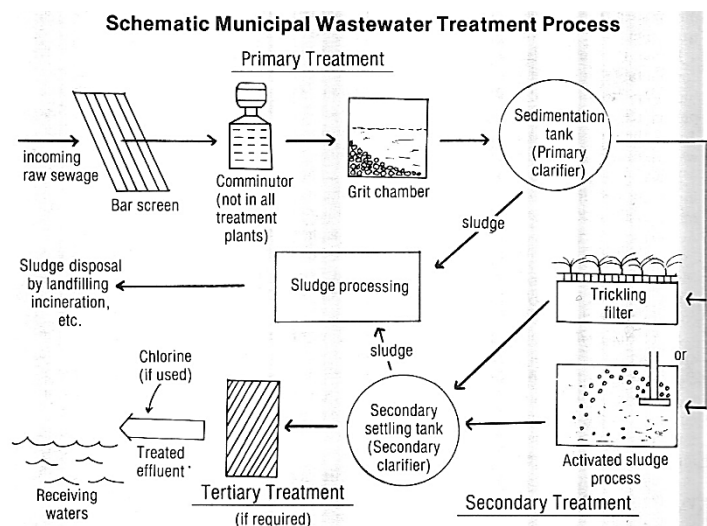 Schematic Municipal Wastewater Treatment Process
Primary Treatment
incoming
raw sewage
Bar screen
Comminutor
(not in all
treatment
plants)
Grit chamber
Sedimentation
tank
(Primary
clarifier)
sludge
Sludge disposal
by landfilling
incineration,
etc.
Sludge processing
Trickling
filter
or
sludge
Chlorine
(if used)
Treated
effluent
Receiving
waters
Tertiary Treatment
(if required)
Secondary
settling tank
(Secondary
clarifier)
Activated sludge
process
Secondary Treatment